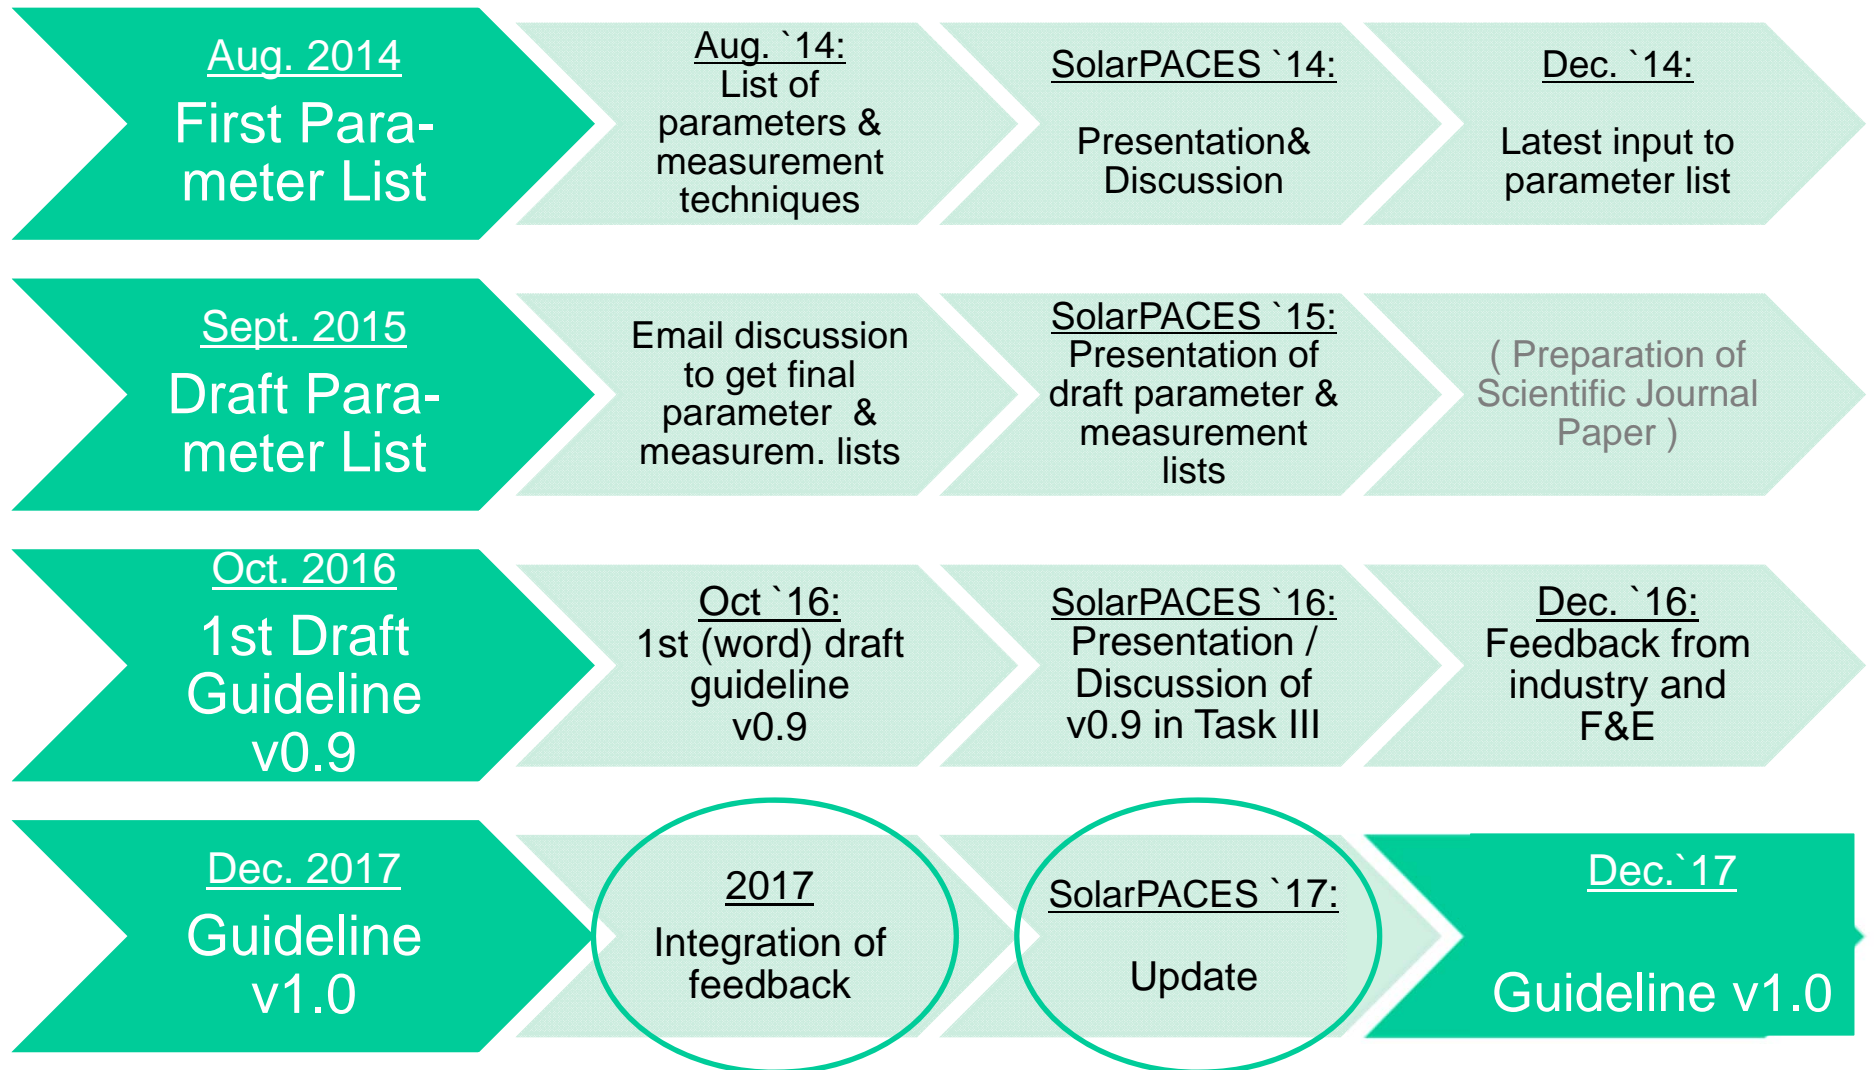 Aug. 2014
First Para-
meter List
Aug. `14:
List of
parameters &
measurement
techniques
SolarPACES `14:
Presentation&
Discussion
Dec. `14:
Latest input to
parameter list
Sept. 2015
Draft Para-
meter List
Email discussion
to get final
parameter  &
measurem. lists
SolarPACES `15:
Presentation of
draft parameter &
measurement
lists
( Preparation of
Scientific Journal
Paper )
Oct. 2016
1st Draft
Guideline
v0.9
Oct `16:
1st (word) draft
guideline
v0.9
SolarPACES `16:
Presentation /
Discussion of
v0.9 in Task III
Dec. `16:
Feedback from
industry and
F&E
Dec. 2017
Guideline
v1.0
2017
Integration of
feedback
SolarPACES `17:
Update
Dec.`17
Guideline v1.0